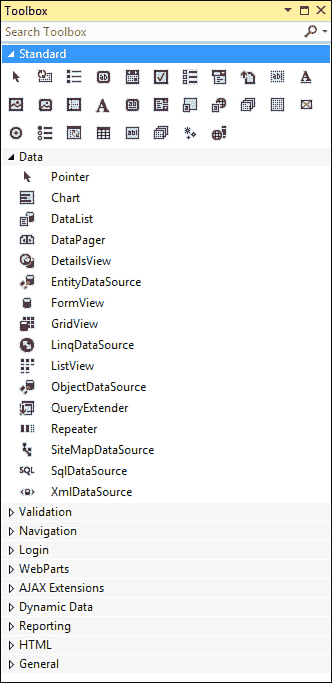 Toolbox
Search Toolbox
Standard
Data
Pointer
Chart
DataList
DataPager
DetailsView
EntityDataSource
FormView
GridView
LinqDataSource
ListView
ObjectDataSource
QueryExtender
Repeater
SiteMapDataSource
SQL SqlDataSource
XmlDataSource
Validation
Navigation
Login
WebParts
AJAX Extensions
Dynamic Data
Reporting
HTML
General